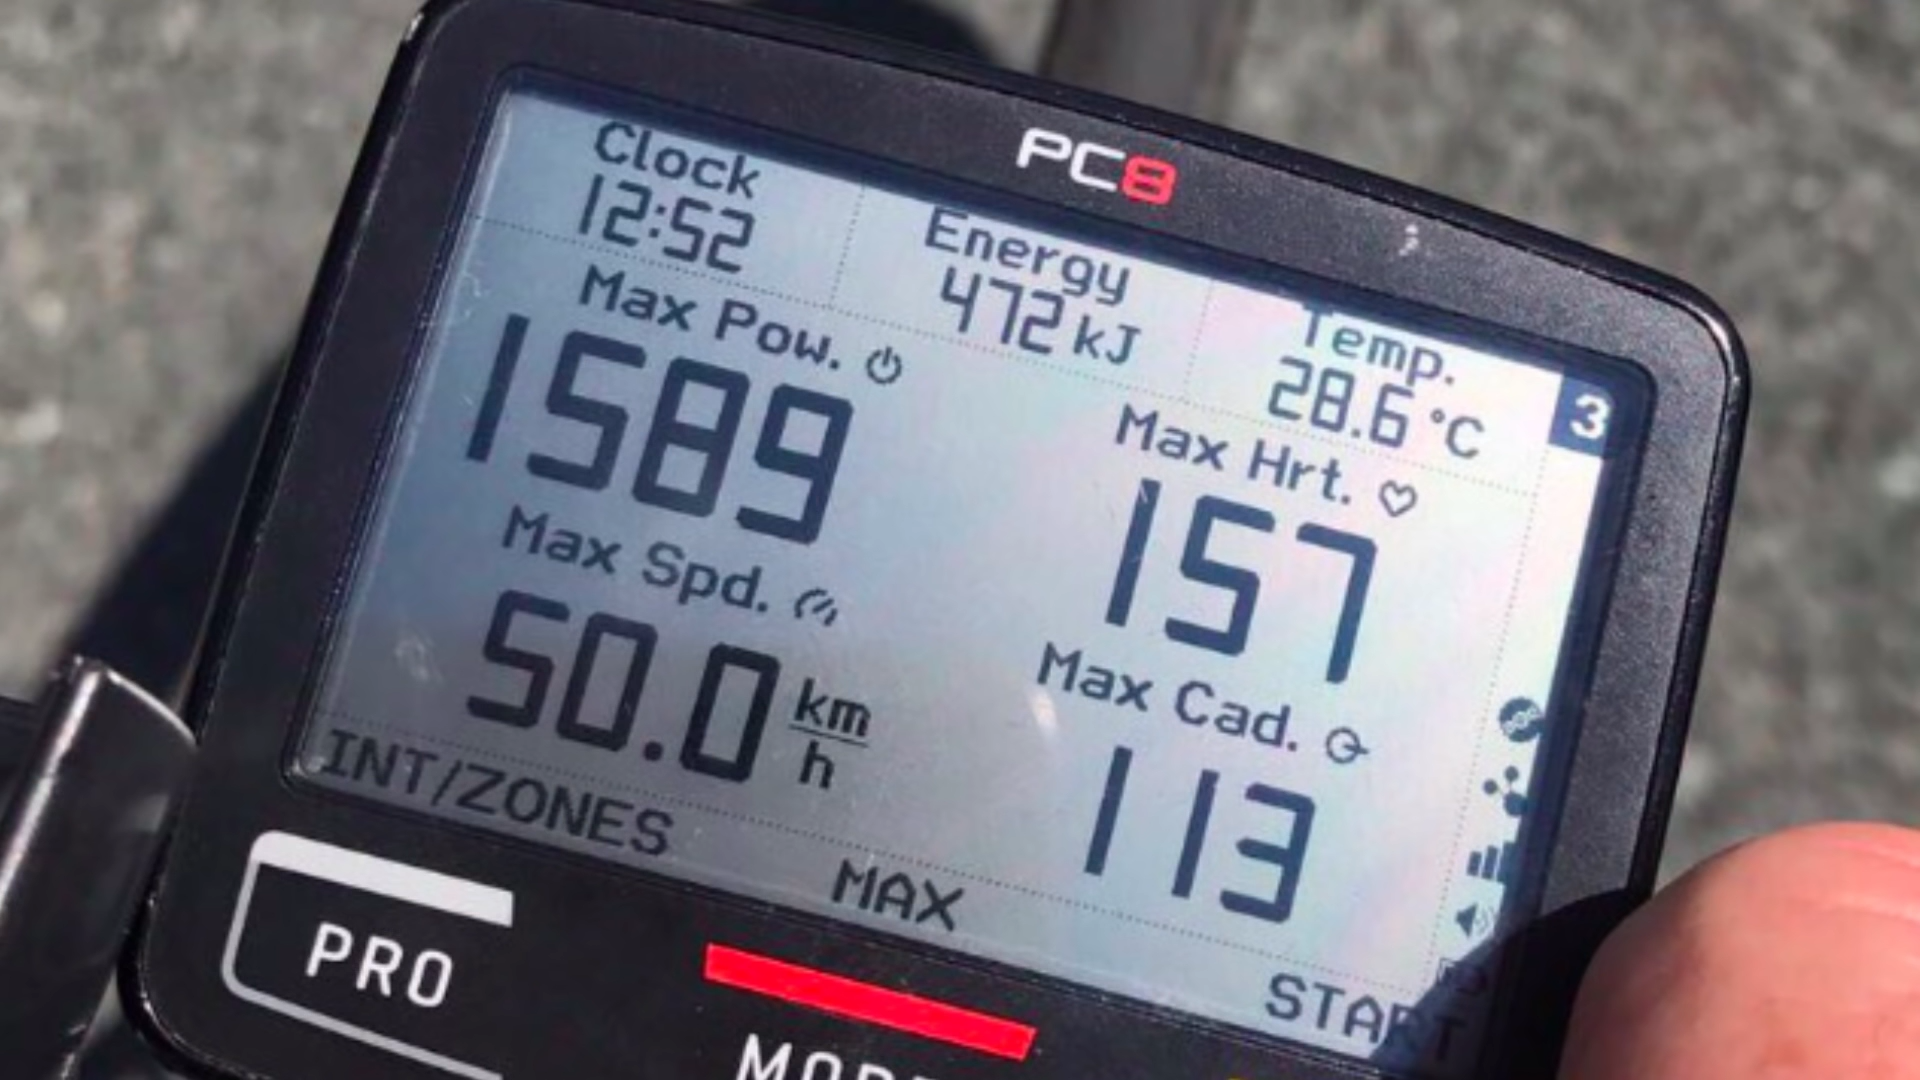 PC8
Clock
12:52
Energy
472 kJ
Temp.
28.6 °C
3
Max Pow.
1589
Max Hrt.
157
Max Spd.
50.0 km/h
Max Cad.
113
INT/ZONES
MAX
START
PRO